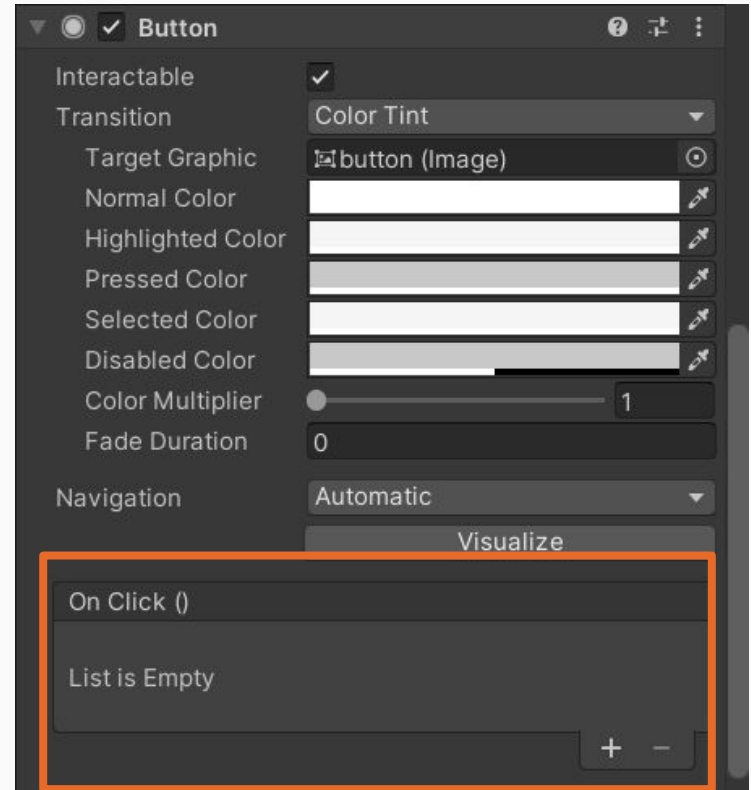 Button
Interactable
Transition Color Tint
Target Graphic button (Image)
Normal Color
Highlighted Color
Pressed Color
Selected Color
Disabled Color
Color Multiplier 1
Fade Duration 0
Navigation Automatic
Visualize
On Click ()
List is Empty
+ −